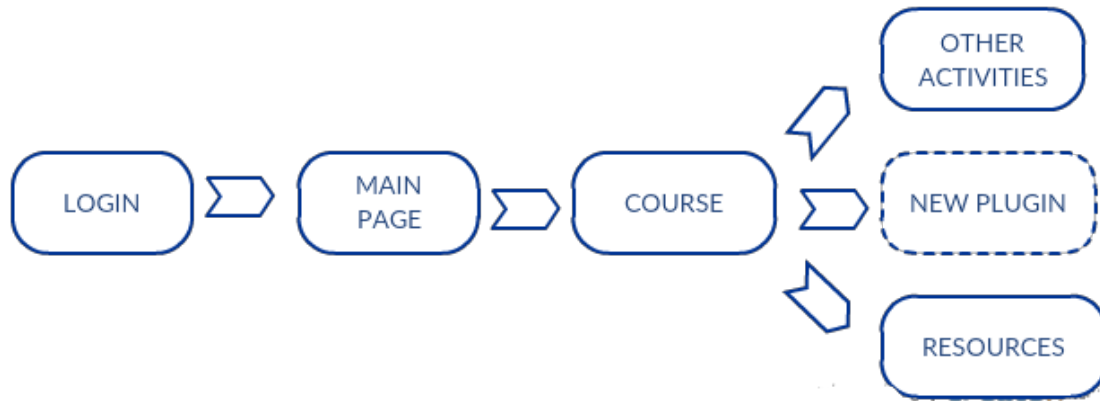 OTHER
ACTIVITIES
LOGIN
MAIN
PAGE
COURSE
NEW PLUGIN
RESOURCES